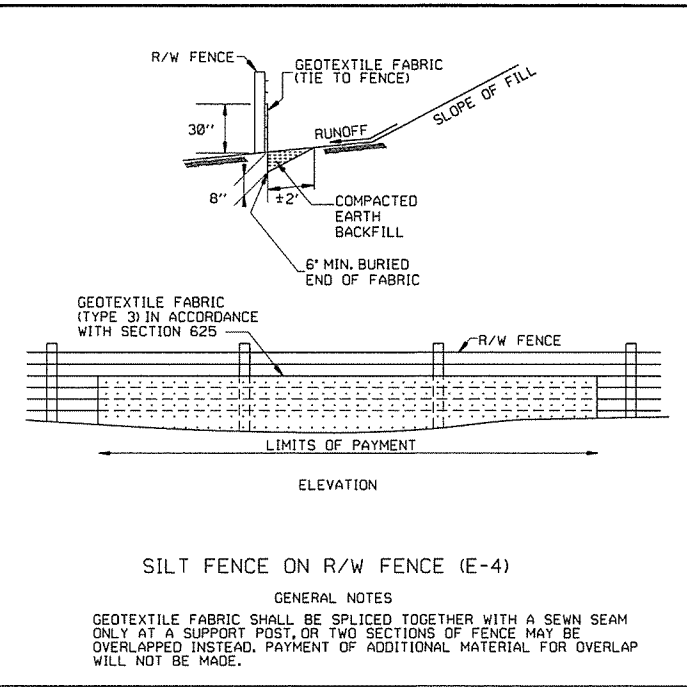 R/W FENCE
GEOTEXTILE FABRIC
(TIE TO FENCE)
SLOPE OF FILL
30"
RUNOFF
8"
±2'
COMPACTED
EARTH
BACKFILL
6" MIN. BURIED
END OF FABRIC
GEOTEXTILE FABRIC
(TYPE 3) IN ACCORDANCE
WITH SECTION 625
R/W FENCE
LIMITS OF PAYMENT
ELEVATION
SILT FENCE ON R/W FENCE (E-4)
GENERAL NOTES
GEOTEXTILE FABRIC SHALL BE SPLICED TOGETHER WITH A SEWN SEAM
ONLY AT A SUPPORT POST, OR TWO SECTIONS OF FENCE MAY BE
OVERLAPPED INSTEAD. PAYMENT OF ADDITIONAL MATERIAL FOR OVERLAP
WILL NOT BE MADE.